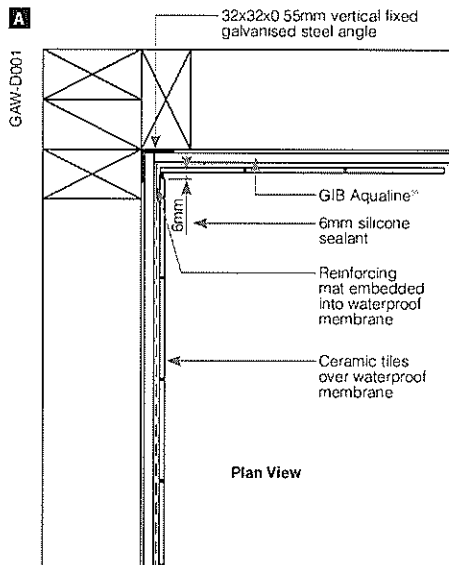 A
GAW-D001
32x32x0 55mm vertical fixed
galvanised steel angle
GIB Aqualine
6mm
6mm silicone
sealant
Reinforcing
mat embedded
into waterproof
membrane
Ceramic tiles
over waterproof
membrane
Plan View